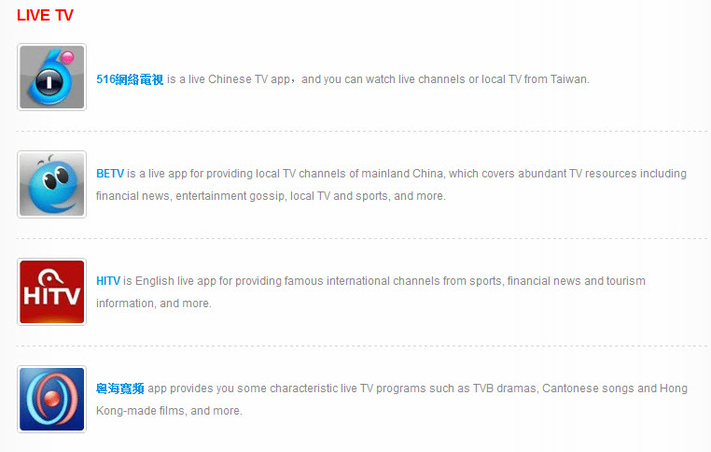 LIVE TV
516網絡電視 is a live Chinese TV app，and you can watch live channels or local TV from Taiwan.
BETV is a live app for providing local TV channels of mainland China, which covers abundant TV resources including
financial news, entertainment gossip, local TV and sports, and more.
HITV
HITV is English live app for providing famous international channels from sports, financial news and tourism
information, and more.
粵海寬頻 app provides you some characteristic live TV programs such as TVB dramas, Cantonese songs and Hong
Kong-made films, and more.